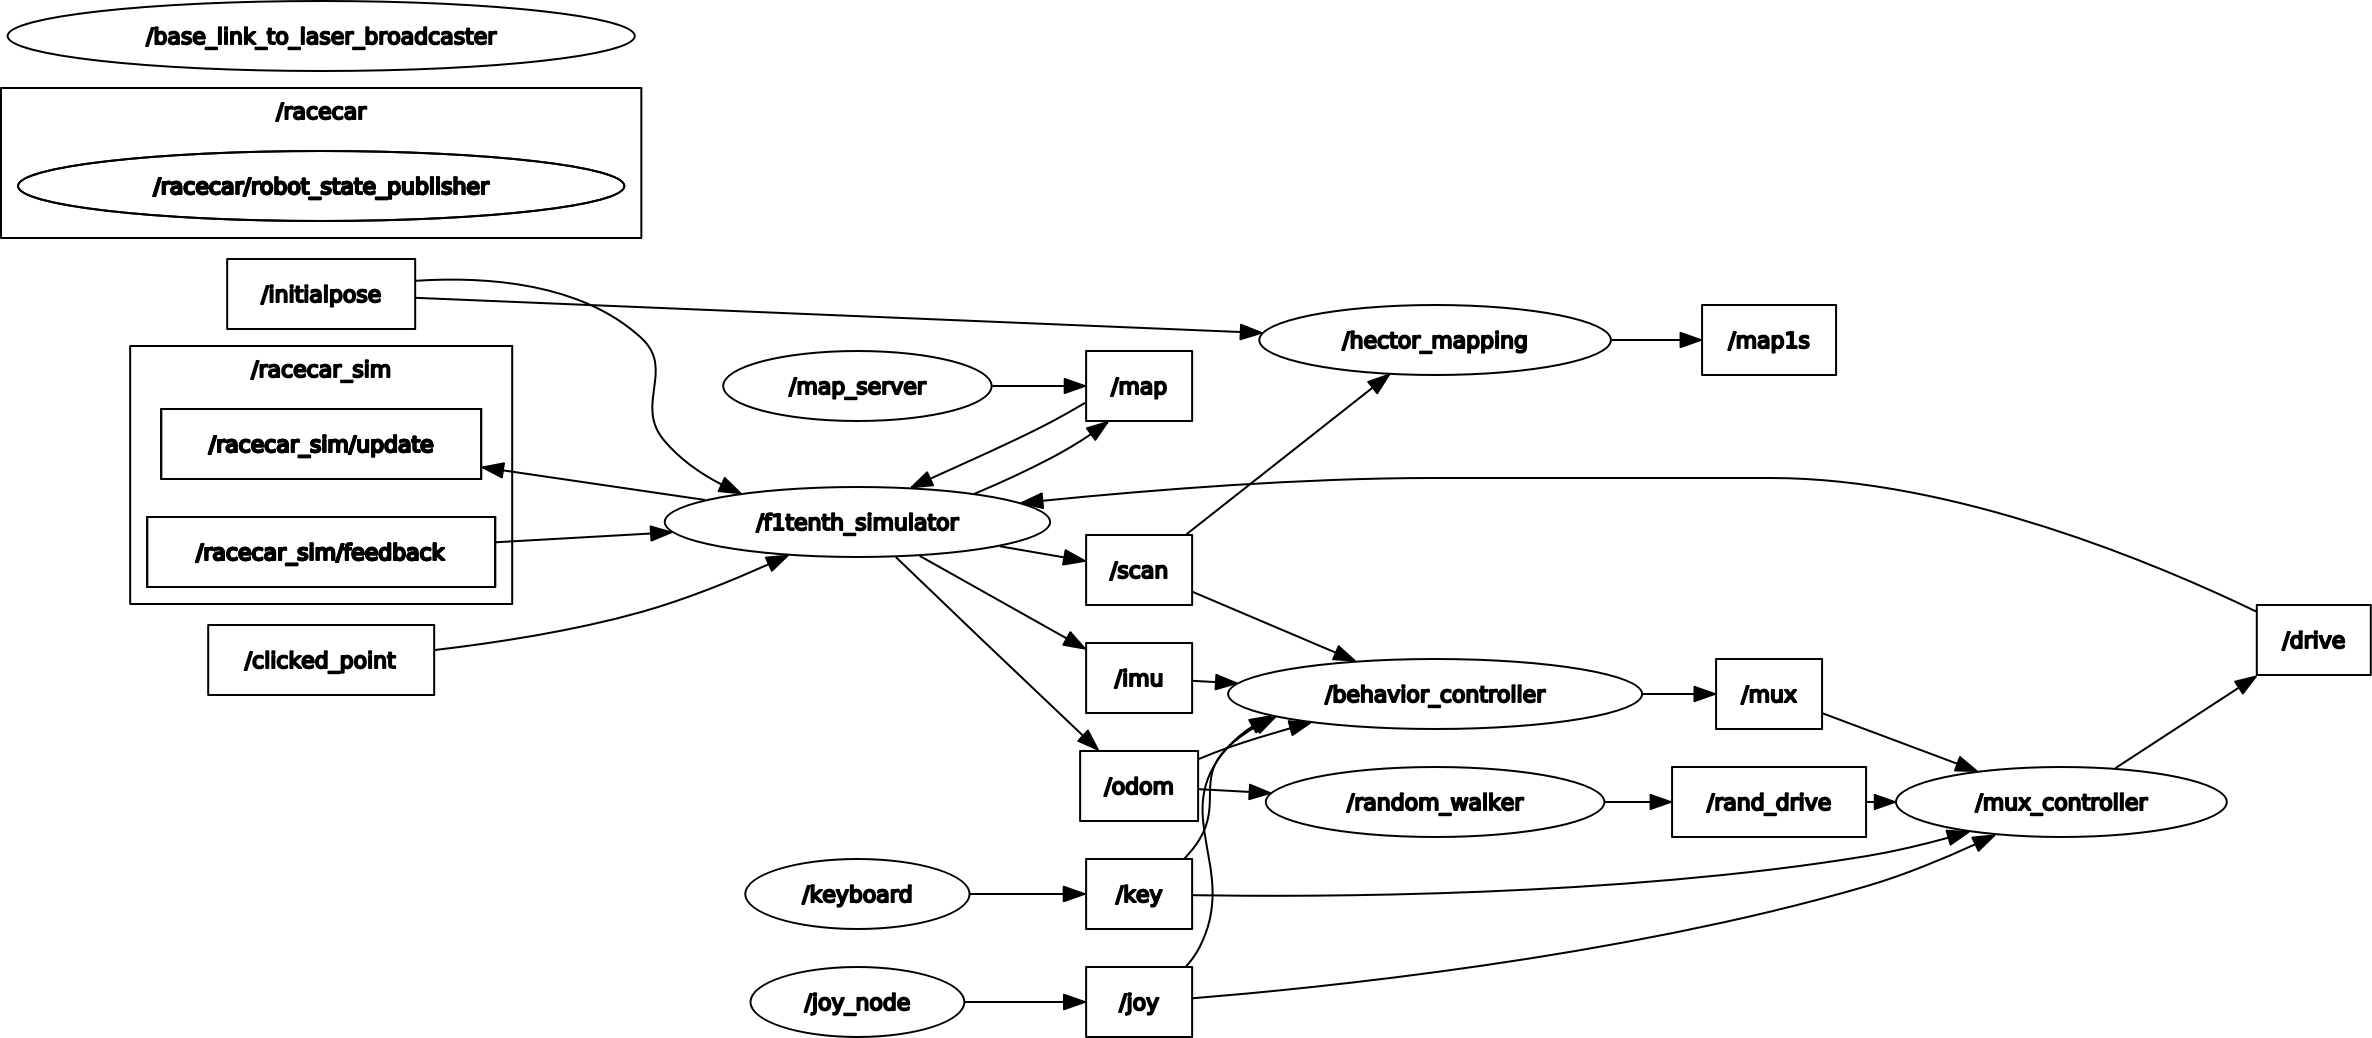 /base_link_to_laser_broadcaster
/racecar
/racecar/robot_state_publisher
/initialpose
/racecar_sim
/racecar_sim/update
/racecar_sim/feedback
/clicked_point
/map_server
/f1tenth_simulator
/keyboard
/joy_node
/map
/scan
/imu
/odom
/key
/joy
/hector_mapping
/behavior_controller
/random_walker
/map1s
/mux
/rand_drive
/mux_controller
/drive